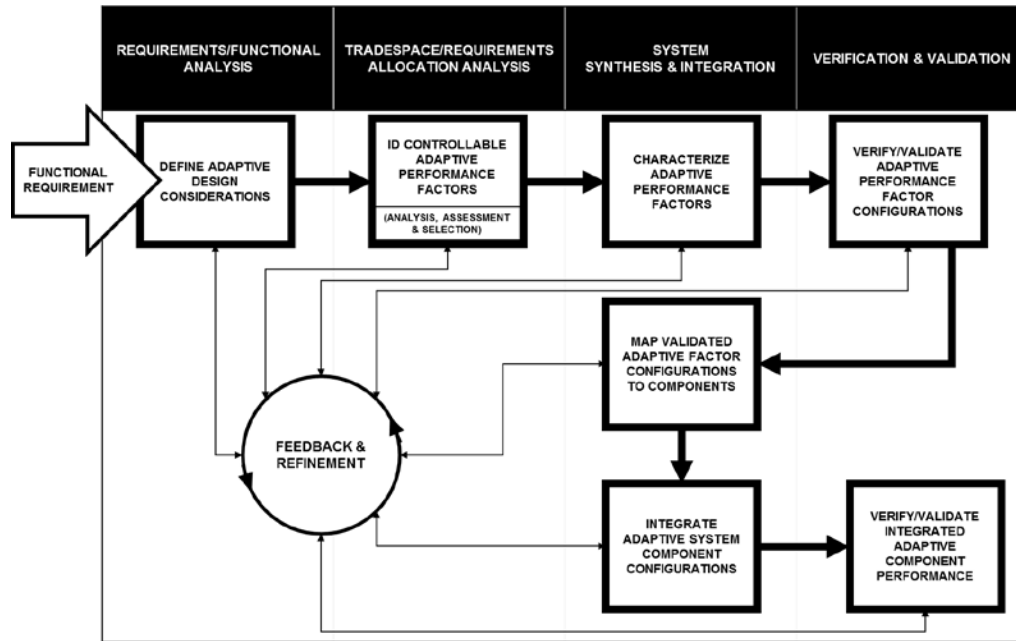 REQUIREMENTS/FUNCTIONAL
ANALYSIS
TRADESPACE/REQUIREMENTS
ALLOCATION ANALYSIS
SYSTEM
SYNTHESIS & INTEGRATION
VERIFICATION & VALIDATION
FUNCTIONAL
REQUIREMENT
DEFINE ADAPTIVE
DESIGN
CONSIDERATIONS
ID CONTROLLABLE
ADAPTIVE
PERFORMANCE
FACTORS
(ANALYSIS, ASSESSMENT
& SELECTION)
CHARACTERIZE
ADAPTIVE
PERFORMANCE
FACTORS
VERIFY/VALIDATE
ADAPTIVE
PERFORMANCE
FACTOR
CONFIGURATIONS
MAP VALIDATED
ADAPTIVE FACTOR
CONFIGURATIONS
TO COMPONENTS
FEEDBACK &
REFINEMENT
INTEGRATE
ADAPTIVE SYSTEM
COMPONENT
CONFIGURATIONS
VERIFY/VALIDATE
INTEGRATED
ADAPTIVE
COMPONENT
PERFORMANCE